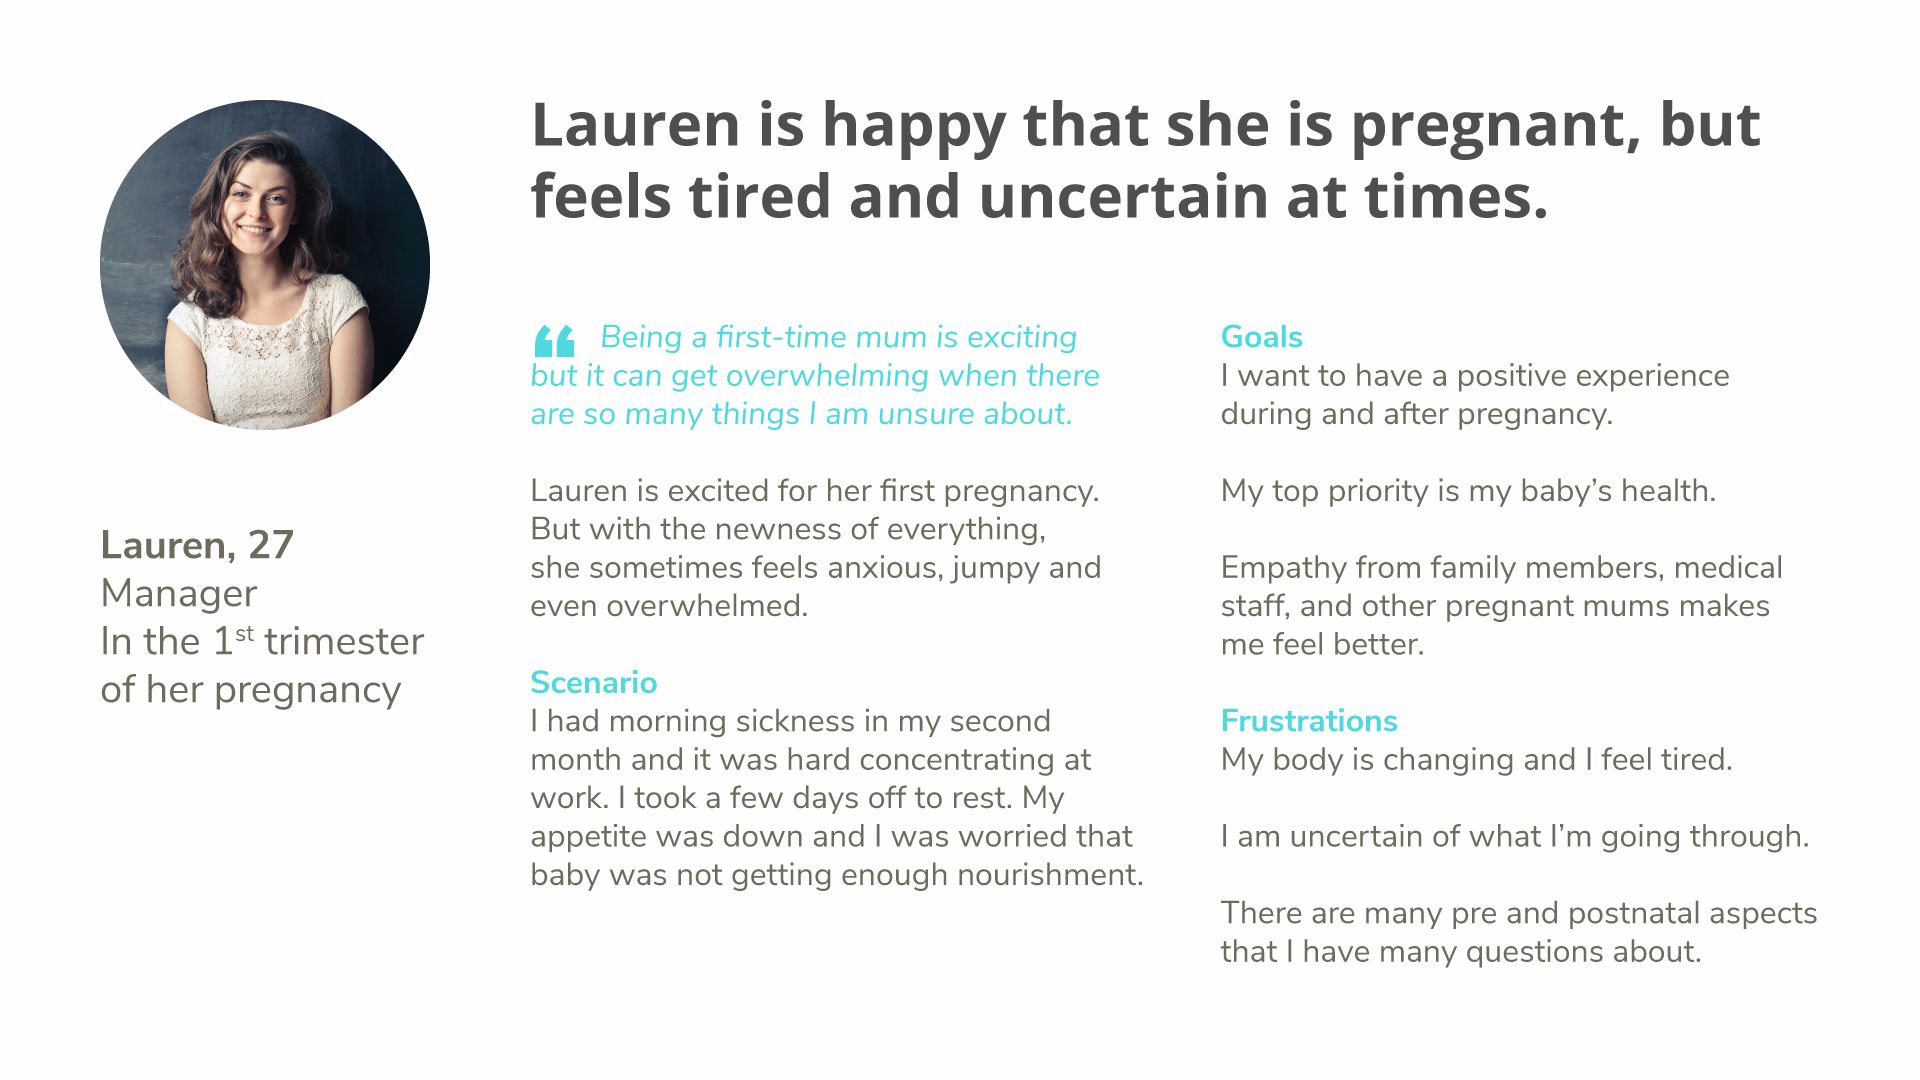 Lauren is happy that she is pregnant, but
feels tired and uncertain at times.
Lauren, 27
Manager
In the 1st trimester
of her pregnancy
“ Being a first-time mum is exciting
but it can get overwhelming when there
are so many things I am unsure about.
Lauren is excited for her first pregnancy.
But with the newness of everything,
she sometimes feels anxious, jumpy and
even overwhelmed.
Scenario
I had morning sickness in my second
month and it was hard concentrating at
work. I took a few days off to rest. My
appetite was down and I was worried that
baby was not getting enough nourishment.
Goals
I want to have a positive experience
during and after pregnancy.
My top priority is my baby’s health.
Empathy from family members, medical
staff, and other pregnant mums makes
me feel better.
Frustrations
My body is changing and I feel tired.
I am uncertain of what I’m going through.
There are many pre and postnatal aspects
that I have many questions about.